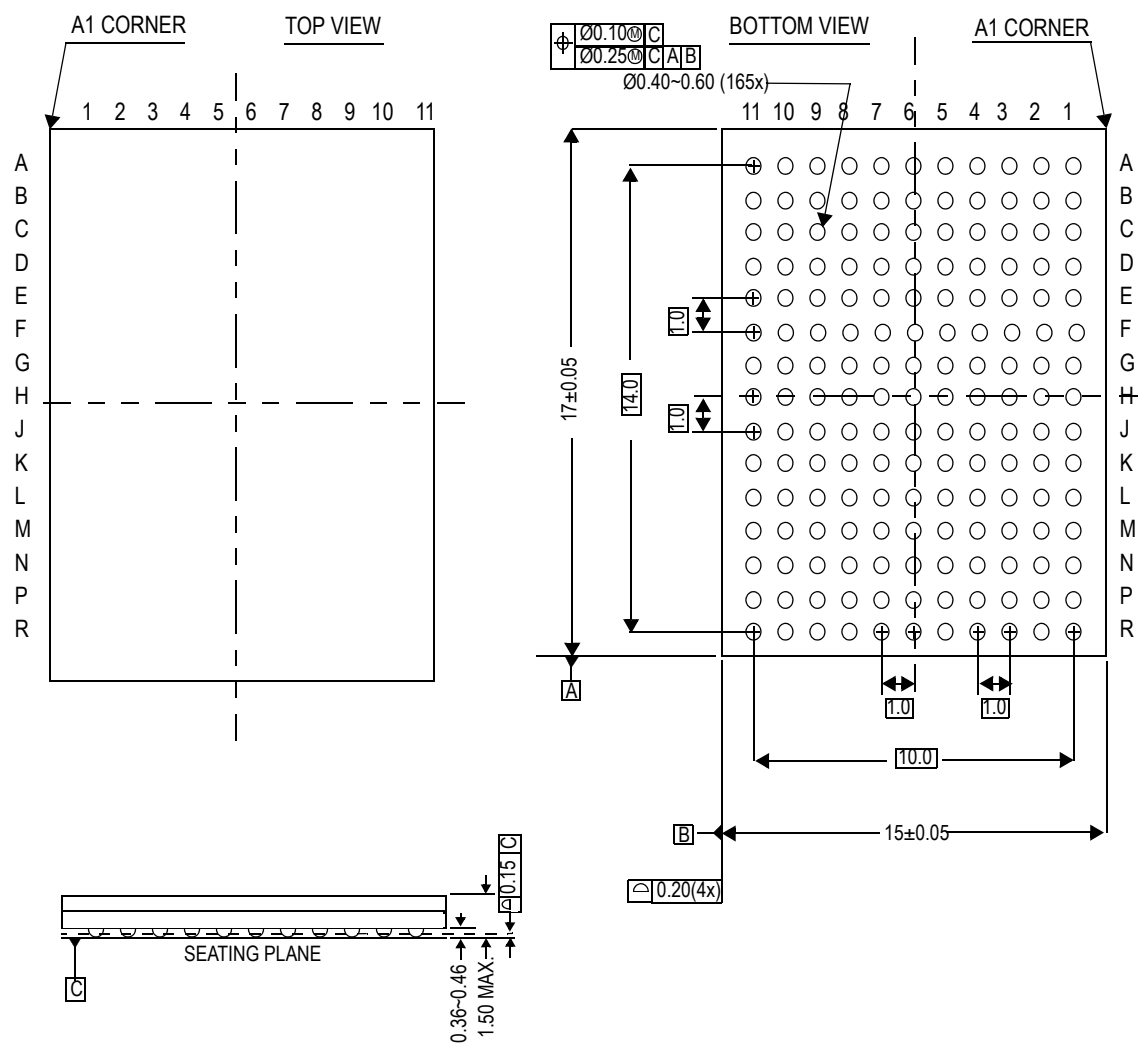 A1 CORNER
TOP VIEW
Ø0.10Ⓜ C
Ø0.25Ⓜ C A B
BOTTOM VIEW
A1 CORNER
Ø0.40~0.60 (165x)
1 2 3 4 5 6 7 8 9 10 11
11 10 9 8 7 6 5 4 3 2 1
A
B
C
D
E
F
G
H
J
K
L
M
N
P
R
A
B
C
D
E
F
G
H
J
K
L
M
N
P
R
1.0
17±0.05
14.0
1.0
A
1.0
1.0
10.0
B
15±0.05
0.20(4x)
0.15 C
SEATING PLANE
C
0.36~0.46
1.50 MAX.